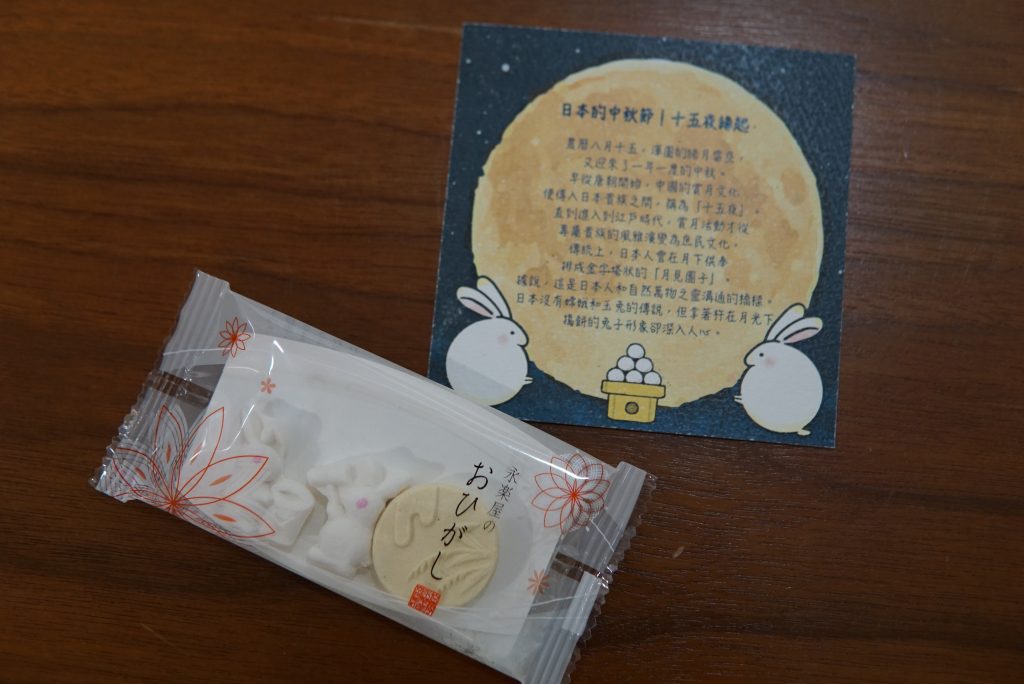 日本的中秋節｜十五夜緣起
農曆八月十五，渾圓的皓月當空，
又迎來了一年一度的中秋。
早從唐朝開始，中國的賞月文化
便傳入日本貴族之間，稱為「十五夜」。
直到進入到江戶時代，賞月活動才從
專屬貴族的風雅演變為庶民文化。
傳統上，日本人會在月下供奉
排成金字塔狀的「月見團子」。
據說，這是日本人和自然萬物之靈溝通的橋樑。
日本沒有嫦娥和玉兔的傳說，但拿著杵在月光下
搗餅的兔子形象卻深入人心。
永楽屋の
おひがし